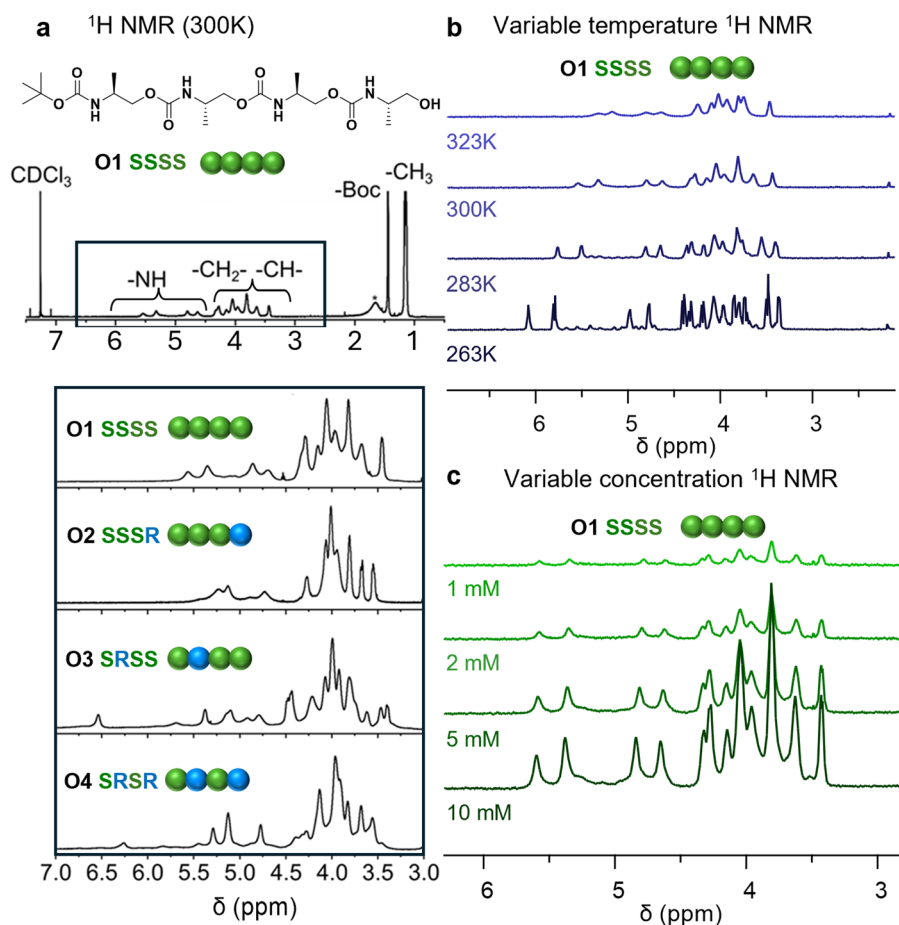 a ¹H NMR (300K)
O
N
H
O
O
H
N
O
O
N
H
O
O
H
N
O
OH
O1 SSSS
CDCl₃
-Boc
-CH₃
-NH
-CH₂- -CH-
*
7 6 5 4 3 2 1
O1 SSSS
O2 SSSR
O3 SRSS
O4 SRSR
7.0 6.5 6.0 5.5 5.0 4.5 4.0 3.5 3.0
δ (ppm)
b Variable temperature ¹H NMR
O1 SSSS
323K
300K
283K
263K
6 5 4 3
δ (ppm)
c Variable concentration ¹H NMR
O1 SSSS
1 mM
2 mM
5 mM
10 mM
6 5 4 3
δ (ppm)